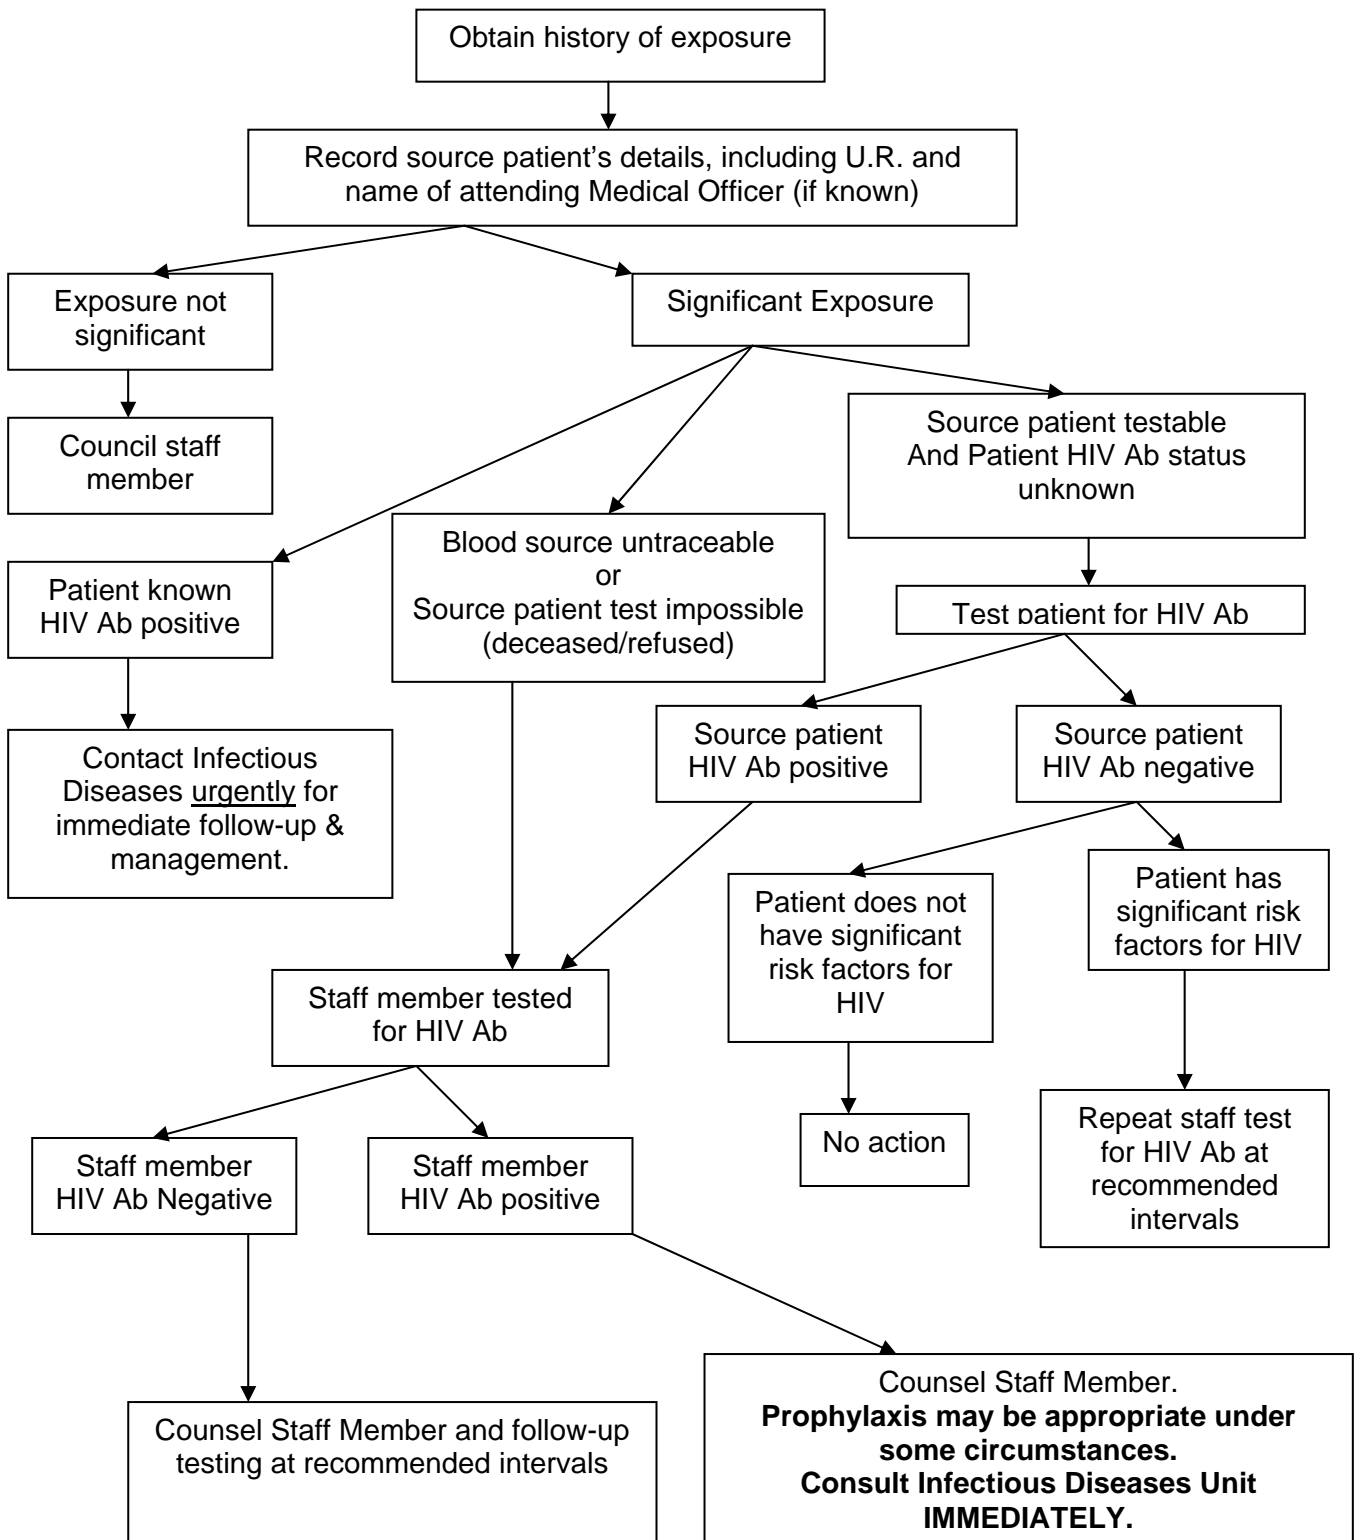 Obtain history of exposure
Record source patient's details, including U.R. and
name of attending Medical Officer (if known)
Exposure not
significant
Significant Exposure
Council staff
member
Source patient testable
And Patient HIV Ab status
unknown
Blood source untraceable
or
Source patient test impossible
(deceased/refused)
Patient known
HIV Ab positive
Test patient for HIV Ab
Contact Infectious
Diseases urgently for
immediate follow-up &
management.
Source patient
HIV Ab positive
Source patient
HIV Ab negative
Patient does not
have significant
risk factors for
HIV
Patient has
significant risk
factors for HIV
Staff member tested
for HIV Ab
No action
Repeat staff test
for HIV Ab at
recommended
intervals
Staff member
HIV Ab Negative
Staff member
HIV Ab positive
Counsel Staff Member and follow-up
testing at recommended intervals
Counsel Staff Member.
Prophylaxis may be appropriate under
some circumstances.
Consult Infectious Diseases Unit
IMMEDIATELY.